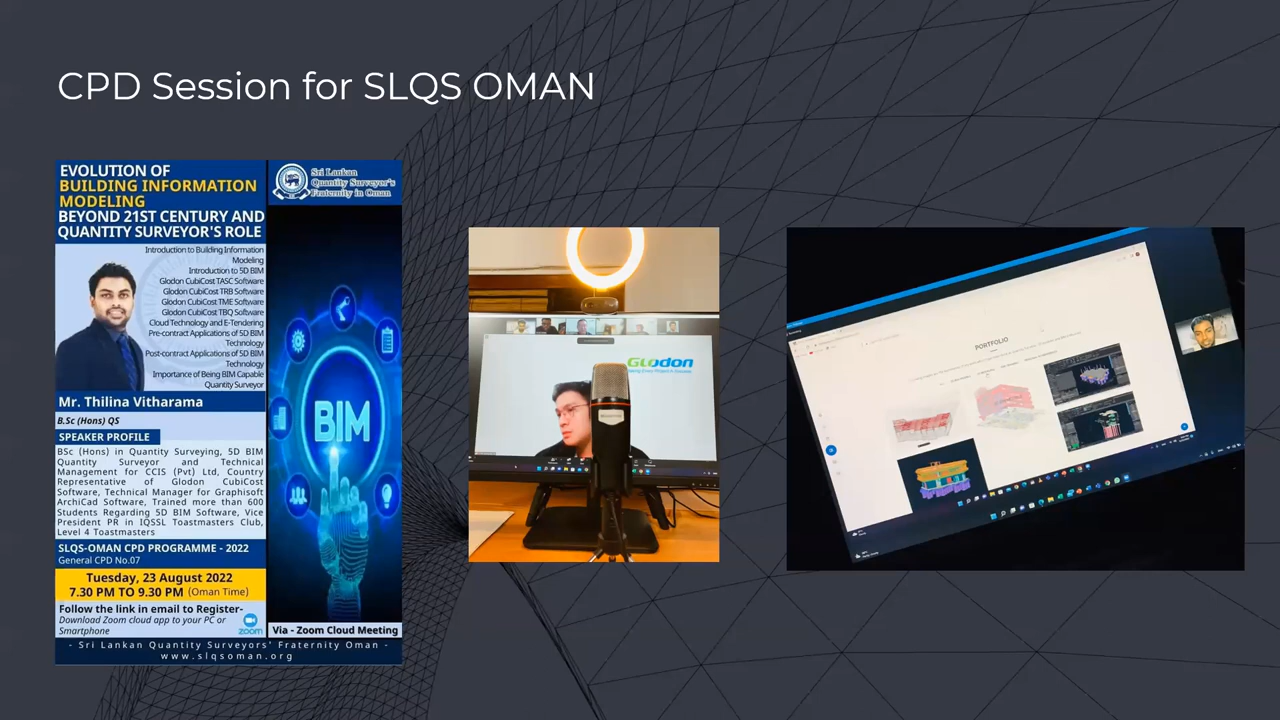 CPD Session for SLQS OMAN
EVOLUTION OF
BUILDING INFORMATION
MODELING
BEYOND 21ST CENTURY AND
QUANTITY SURVEYOR'S ROLE
Sri Lankan
Quantity Surveyor's
Fraternity in Oman
Introduction to Building Information
Modeling
Introduction to 5D BIM
Glodon CubiCost TASC Software
Glodon CubiCost TRB Software
Glodon CubiCost TME Software
Glodon CubiCost TBQ Software
Cloud Technology and E-Tendering
Pre-contract Applications of 5D BIM
Technology
Post-contract Applications of 5D BIM
Technology
Importance of Being BIM Capable
Quantity Surveyor
BIM
Mr. Thilina Vitharama
B.Sc (Hons) QS
SPEAKER PROFILE
BSc (Hons) in Quantity Surveying, 5D BIM
Quantity Surveyor and Technical
Management for CCIS (Pvt) Ltd, Country
Representative of Glodon CubiCost
Software, Technical Manager for Graphisoft
ArchiCad Software, Trained more than 600
Students Regarding 5D BIM Software, Vice
President PR in IQSSL Toastmasters Club,
Level 4 Toastmasters
SLQS-OMAN CPD PROGRAMME - 2022
General CPD No.07
Tuesday, 23 August 2022
7.30 PM TO 9.30 PM (Oman Time)
Follow the link in email to Register-
Download Zoom cloud app to your PC or
Smartphone
zoom
Via - Zoom Cloud Meeting
- Sri Lankan Quantity Surveyors' Fraternity Oman -
www.slqsoman.org
GLODON
PORTFOLIO